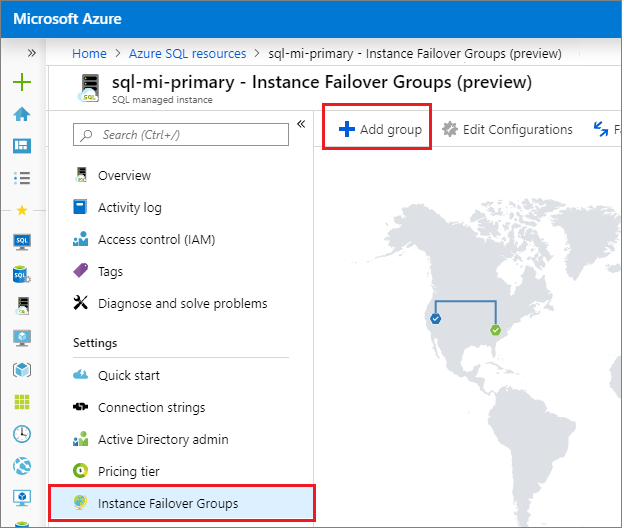 Microsoft Azure
Home > Azure SQL resources > sql-mi-primary - Instance Failover Groups (preview)
sql-mi-primary - Instance Failover Groups (preview)
SQL managed instance
Search (Ctrl+/)
Add group
Edit Configurations
Overview
Activity log
Access control (IAM)
Tags
Diagnose and solve problems
Settings
Quick start
Connection strings
Active Directory admin
Pricing tier
Instance Failover Groups
SQL
SQL